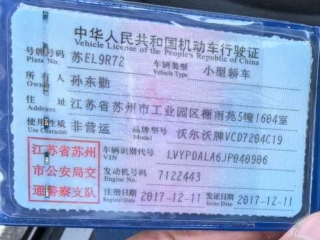 中华人民共和国机动车行驶证
Vehicle License of the People's Republic of China
号牌号码 苏EL9R72 车辆类型 小型轿车
Plate No. Vehicle Type
所有人 孙东勤
Owner
住址 江苏省苏州市工业园区栅雨苑5幢1604室
使用性质 非营运 品牌型号 沃尔沃牌VCD7204C19
Use Character
江苏省苏州
市公安局交
通警察支队
车辆识别代号 LVYPDALA6JP040906
VIN
发动机号码 7122443
Engine No.
注册日期 2017-12-11 发证日期 2017-12-11
Issue Date